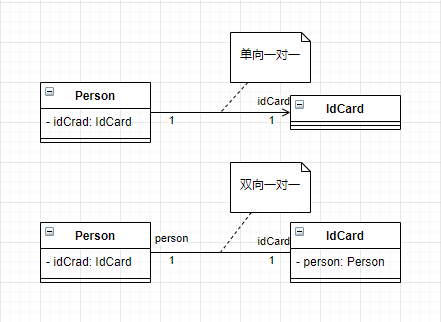 单向一对一
Person
- idCrad: IdCard
idCard
1
1
IdCard
双向一对一
Person
- idCrad: IdCard
person
idCard
1
1
IdCard
- person: Person